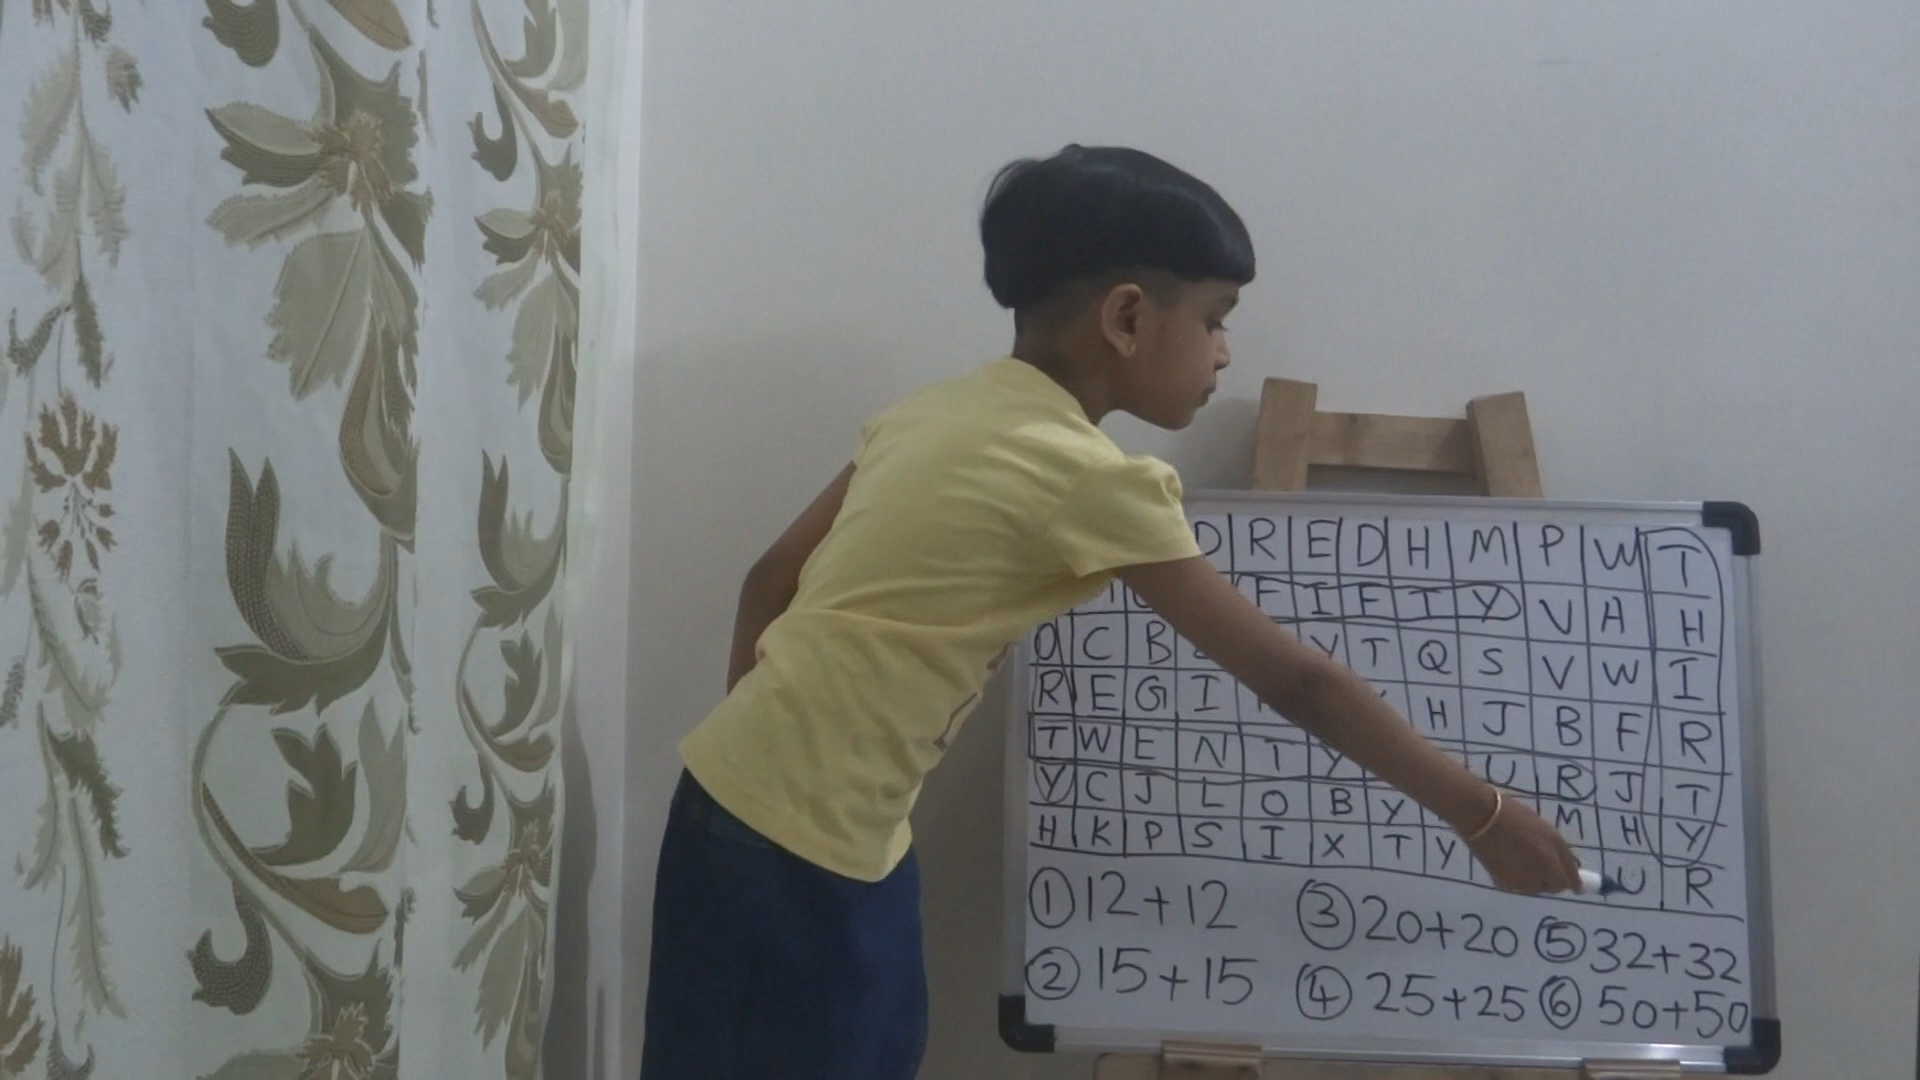 D R E D H M P W T
F I F T Y V A H
O C B Y T Q S V W I
R E G I H J B F R
T W E N T Y U R J T
Y C J L O B Y M H Y
H K P S I X T Y U R
① 12+12 ③ 20+20 ⑤ 32+32
② 15+15 ④ 25+25 ⑥ 50+50